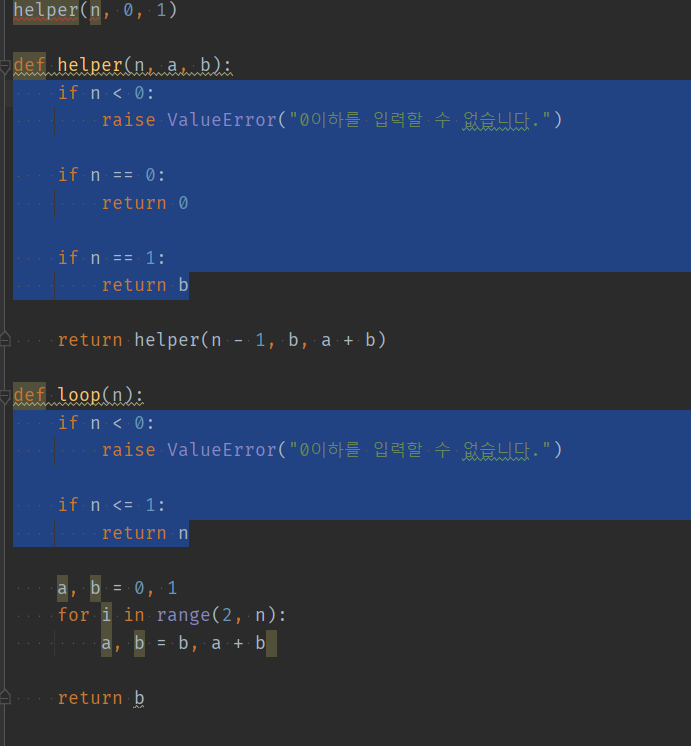 helper(n, 0, 1)
def helper(n, a, b):
if n < 0:
raise ValueError("0이하를 입력할 수 없습니다.")
if n == 0:
return 0
if n == 1:
return b
return helper(n - 1, b, a + b)
def loop(n):
if n < 0:
raise ValueError("0이하를 입력할 수 없습니다.")
if n <= 1:
return n
a, b = 0, 1
for i in range(2, n):
a, b = b, a + b
return b